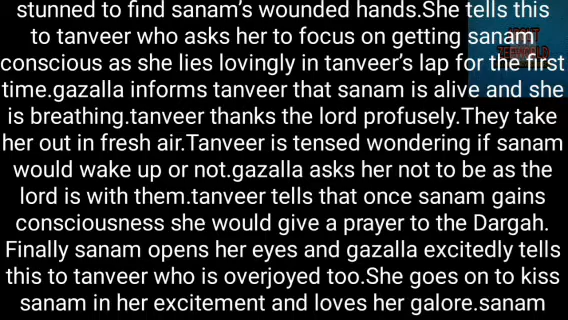 stunned to find sanam's wounded hands.She tells this
to tanveer who asks her to focus on getting sanam
conscious as she lies lovingly in tanveer's lap for the first
time.gazalla informs tanveer that sanam is alive and she
is breathing.tanveer thanks the lord profusely.They take
her out in fresh air.Tanveer is tensed wondering if sanam
would wake up or not.gazalla asks her not to be as the
lord is with them.tanveer tells that once sanam gains
consciousness she would give a prayer to the Dargah.
Finally sanam opens her eyes and gazalla excitedly tells
this to tanveer who is overjoyed too.She goes on to kiss
sanam in her excitement and loves her galore.sanam